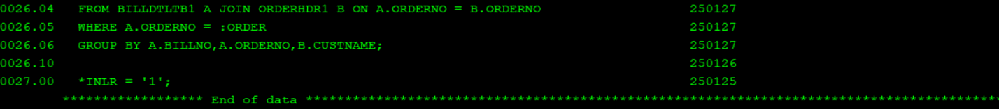 0026.04 FROM BILLDTLTB1 A JOIN ORDERHDR1 B ON A.ORDERNO = B.ORDERNO 250127
0026.05 WHERE A.ORDERNO = :ORDER 250127
0026.06 GROUP BY A.BILLNO,A.ORDERNO,B.CUSTNAME; 250127
0026.10 250126
0027.00 *INLR = '1'; 250125
****************** End of data ******************************************************************************************